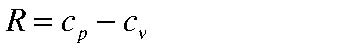 R = c_p − c_v